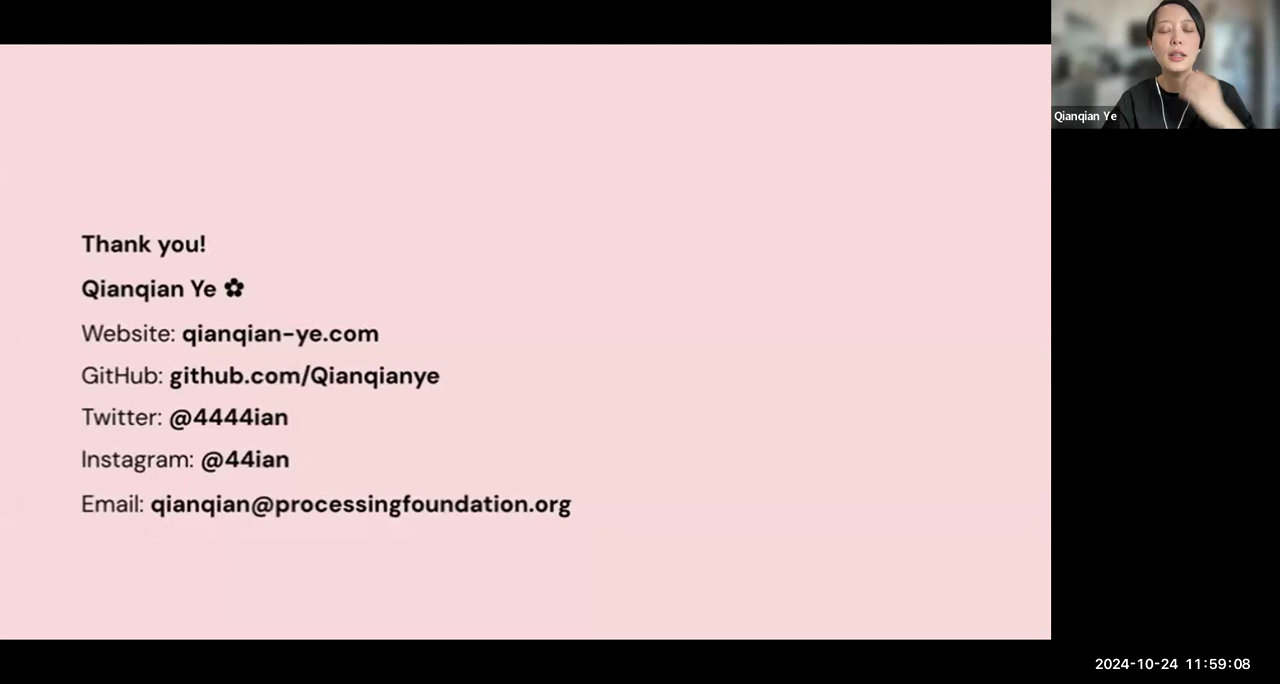 Qianqian Ye
Thank you!
Qianqian Ye ✿
Website: qianqian-ye.com
GitHub: github.com/Qianqianye
Twitter: @4444ian
Instagram: @44ian
Email: qianqian@processingfoundation.org
2024-10-24 11:59:08